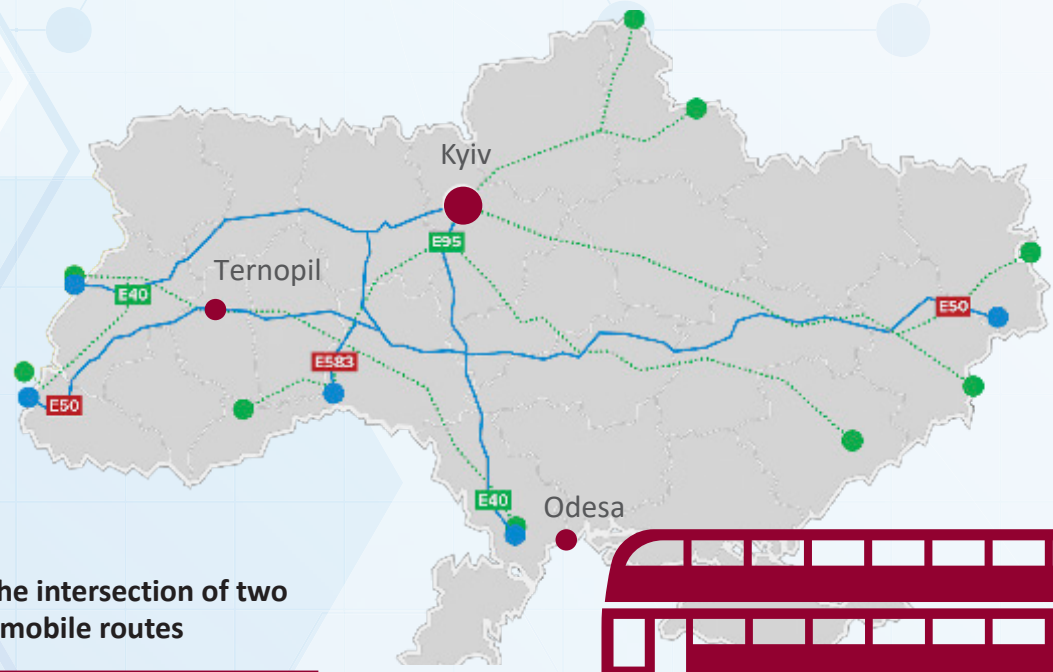 Kyiv
E95
Ternopil
E40
E50
E583
E50
E40
Odesa
he intersection of two
mobile routes